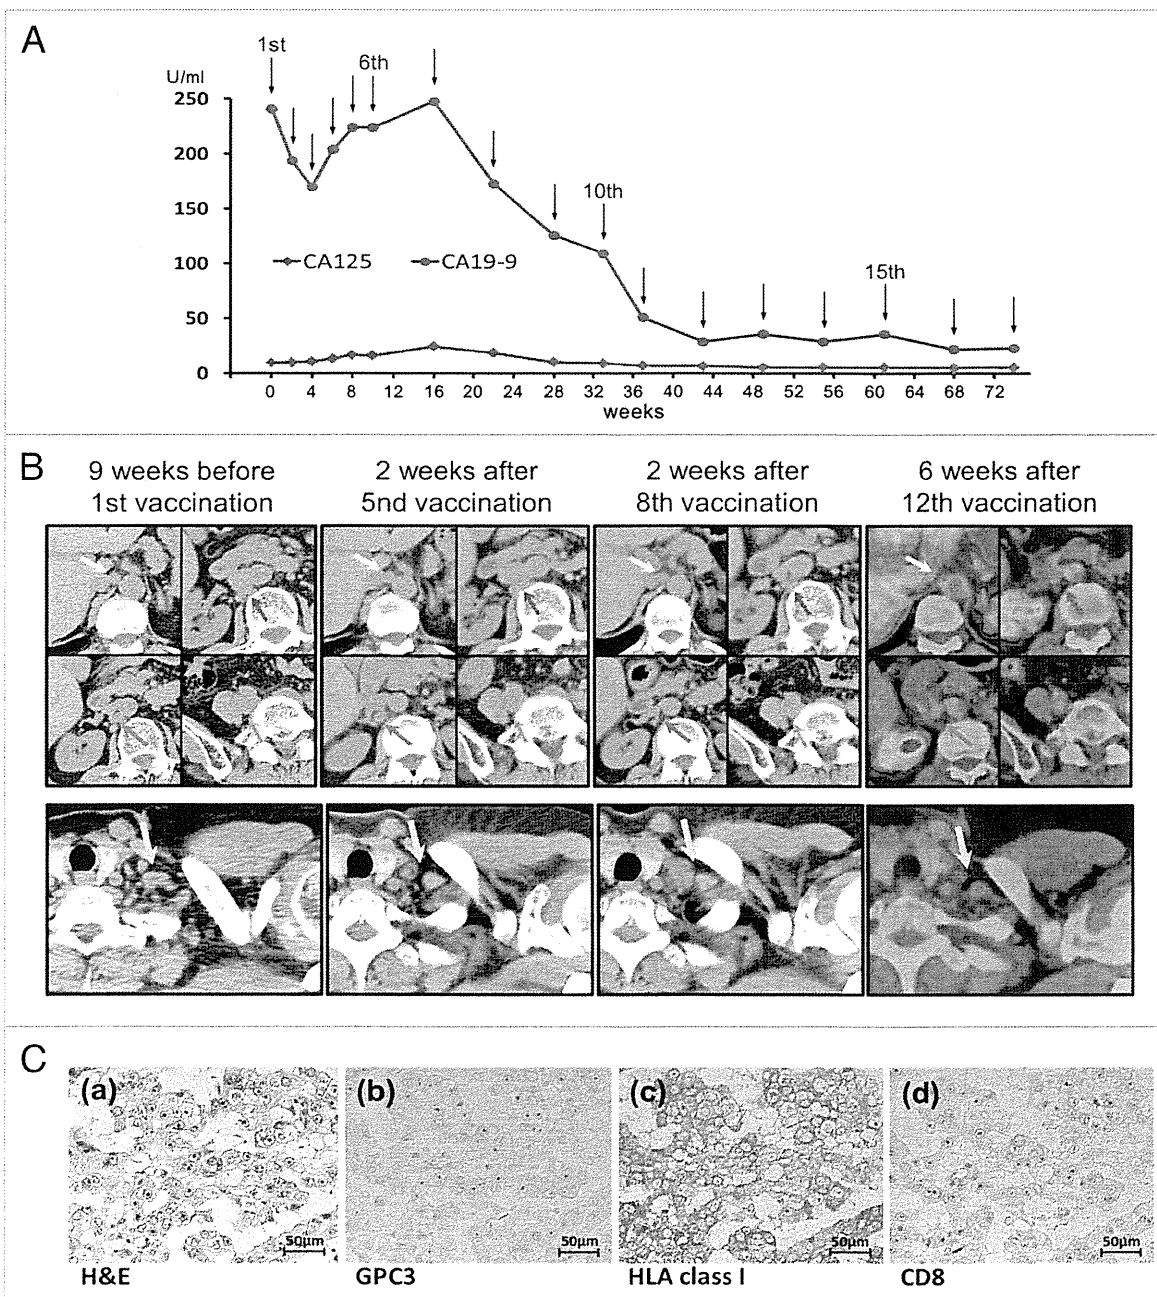 A
1st
6th
10th
15th
U/ml
250
200
150
100
50
0
CA125 CA19-9
0 4 8 12 16 20 24 28 32 36 40 44 48 52 56 60 64 68 72
weeks
B
9 weeks before
1st vaccination
2 weeks after
5nd vaccination
2 weeks after
8th vaccination
6 weeks after
12th vaccination
C
(a)
50μm
H&E
(b)
50μm
GPC3
(c)
50μm
HLA class I
(d)
50μm
CD8